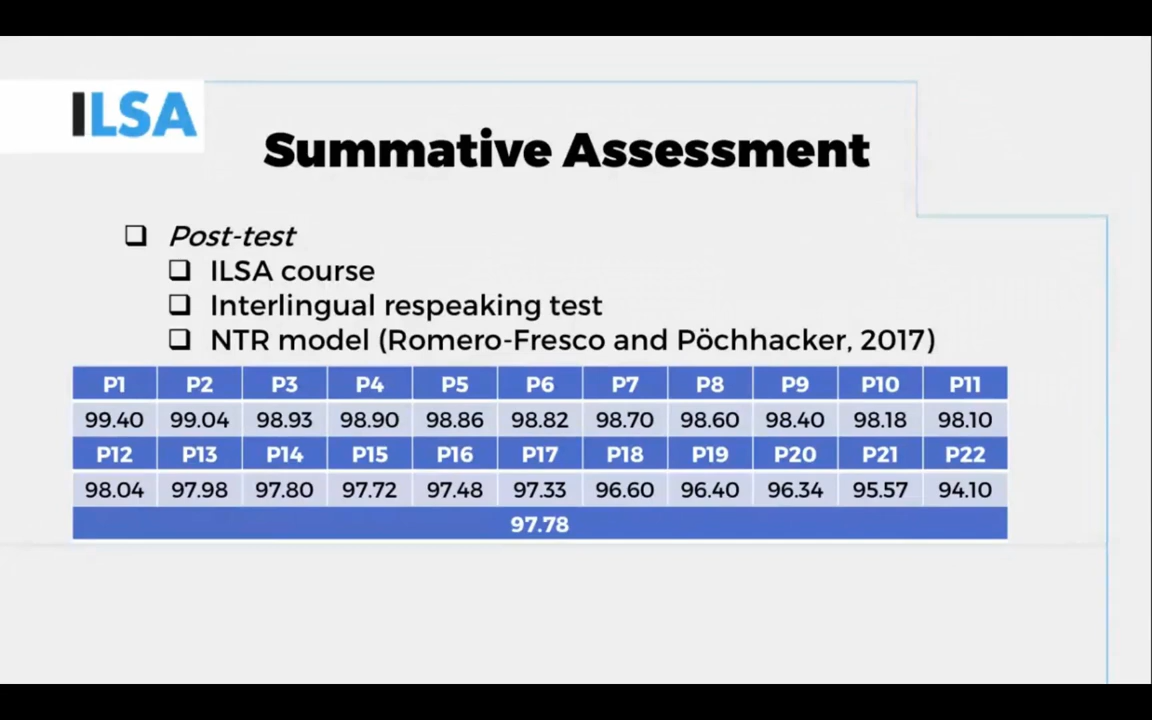 ILSA
Summative Assessment
Post-test
ILSA course
Interlingual respeaking test
NTR model (Romero-Fresco and Pöchhacker, 2017)
P1 P2 P3 P4 P5 P6 P7 P8 P9 P10 P11
99.40 99.04 98.93 98.90 98.86 98.82 98.70 98.60 98.40 98.18 98.10
P12 P13 P14 P15 P16 P17 P18 P19 P20 P21 P22
98.04 97.98 97.80 97.72 97.48 97.33 96.60 96.40 96.34 95.57 94.10
97.78